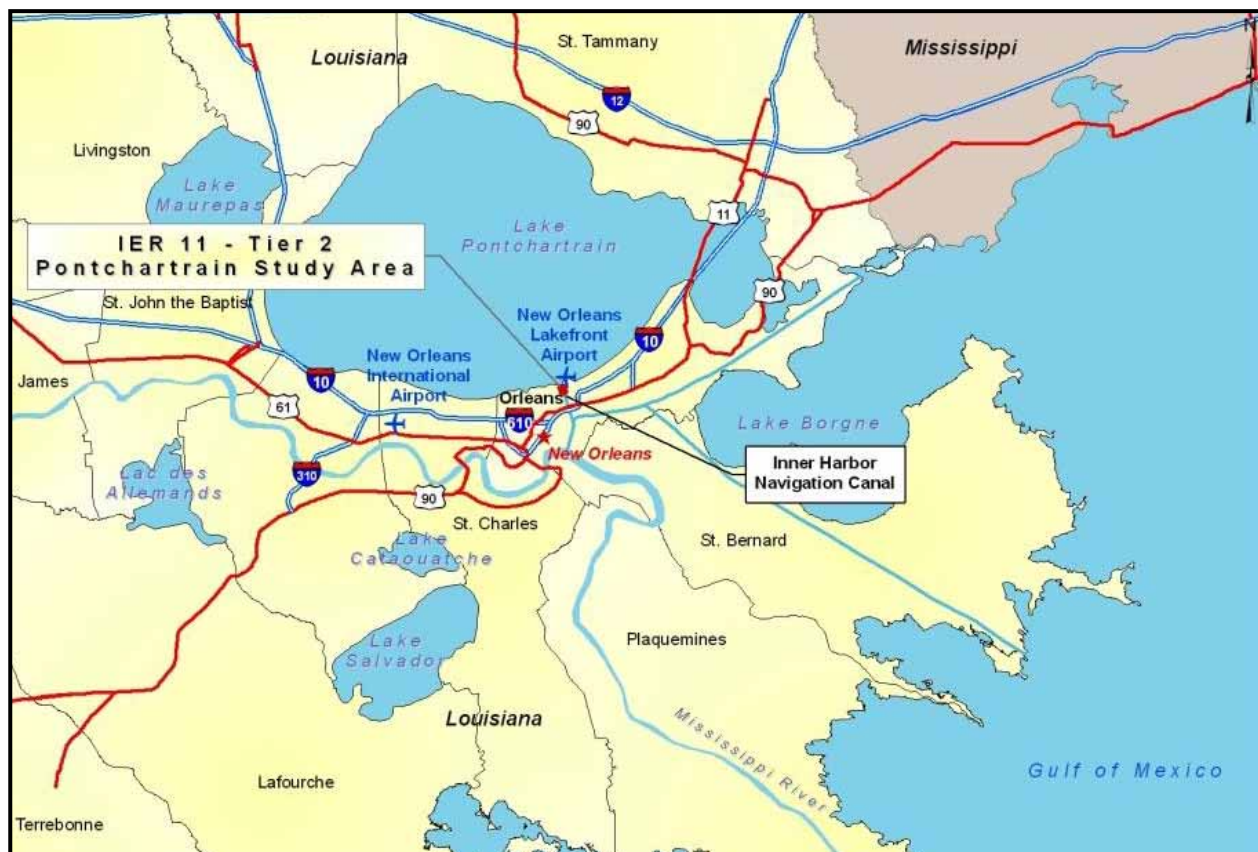 St. Tammany
Louisiana
Mississippi
N
12
90
Livingston
Lake
Maurepas
11
Lake
Pontchartrain
IER 11 - Tier 2
Pontchartrain Study Area
St. John the Baptist
90
New Orleans
Lakefront
Airport
10
New Orleans
International
Airport
James
10
61
Orleans
610
Lake Borgne
New Orleans
Inner Harbor
Navigation Canal
Lac des
Allemands
310
90
St. Charles
St. Bernard
Lake
Cataouatche
Lake
Salvador
Plaquemines
Louisiana
Mississippi River
Gulf of Mexico
Lafourche
Terrebonne